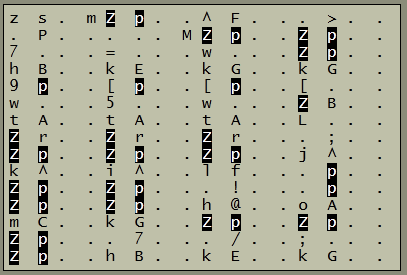 z s . m Z p . . ^ F . . . > . .
. P . . . . . M Z p . . Z p . .
7 . . . = . . . w . . . Z p . .
h B . . k E . . k G . . k G . .
9 p . . [ p . . [ p . . [ . . .
w . . . 5 . . . w . . . Z B . .
t A . . t A . . t A . . L . . .
Z r . . Z r . . Z r . . . ; . .
Z p . . Z p . . Z p . . j ^ . .
k ^ . . i ^ . . l f . . . p . .
Z p . . Z p . . . ! . . . p . .
Z p . . Z p . . h @ . . o A . .
m C . . k G . . Z p . . Z p . .
Z p . . . 7 . . . / . . ; . . .
Z p . . h B . . k E . . k G . .